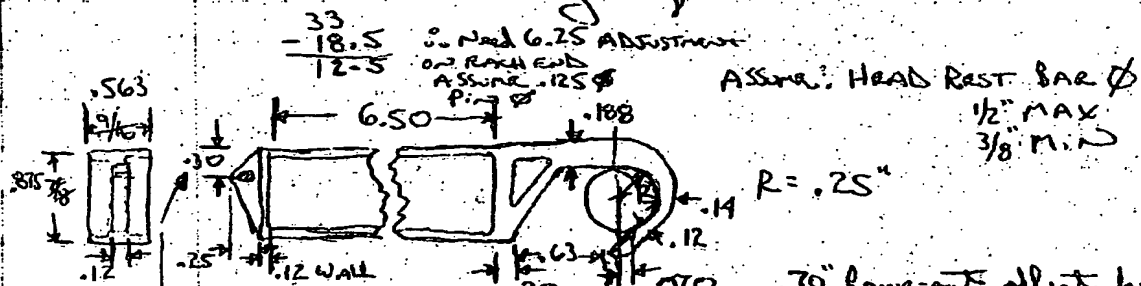 33
- 18.5
12.5
∴ Need 6.25 ADJUSTMENT
ON EACH END
ASSUME .125 Ø
Pin Ø
ASSUME: HEAD REST BAR Ø
1/2" MAX
3/8" MIN
.563
9/16
6.50
.188
.875
7/8
.30
R = .25"
R
.14
.12
.12
.25
.12 WALL
.63